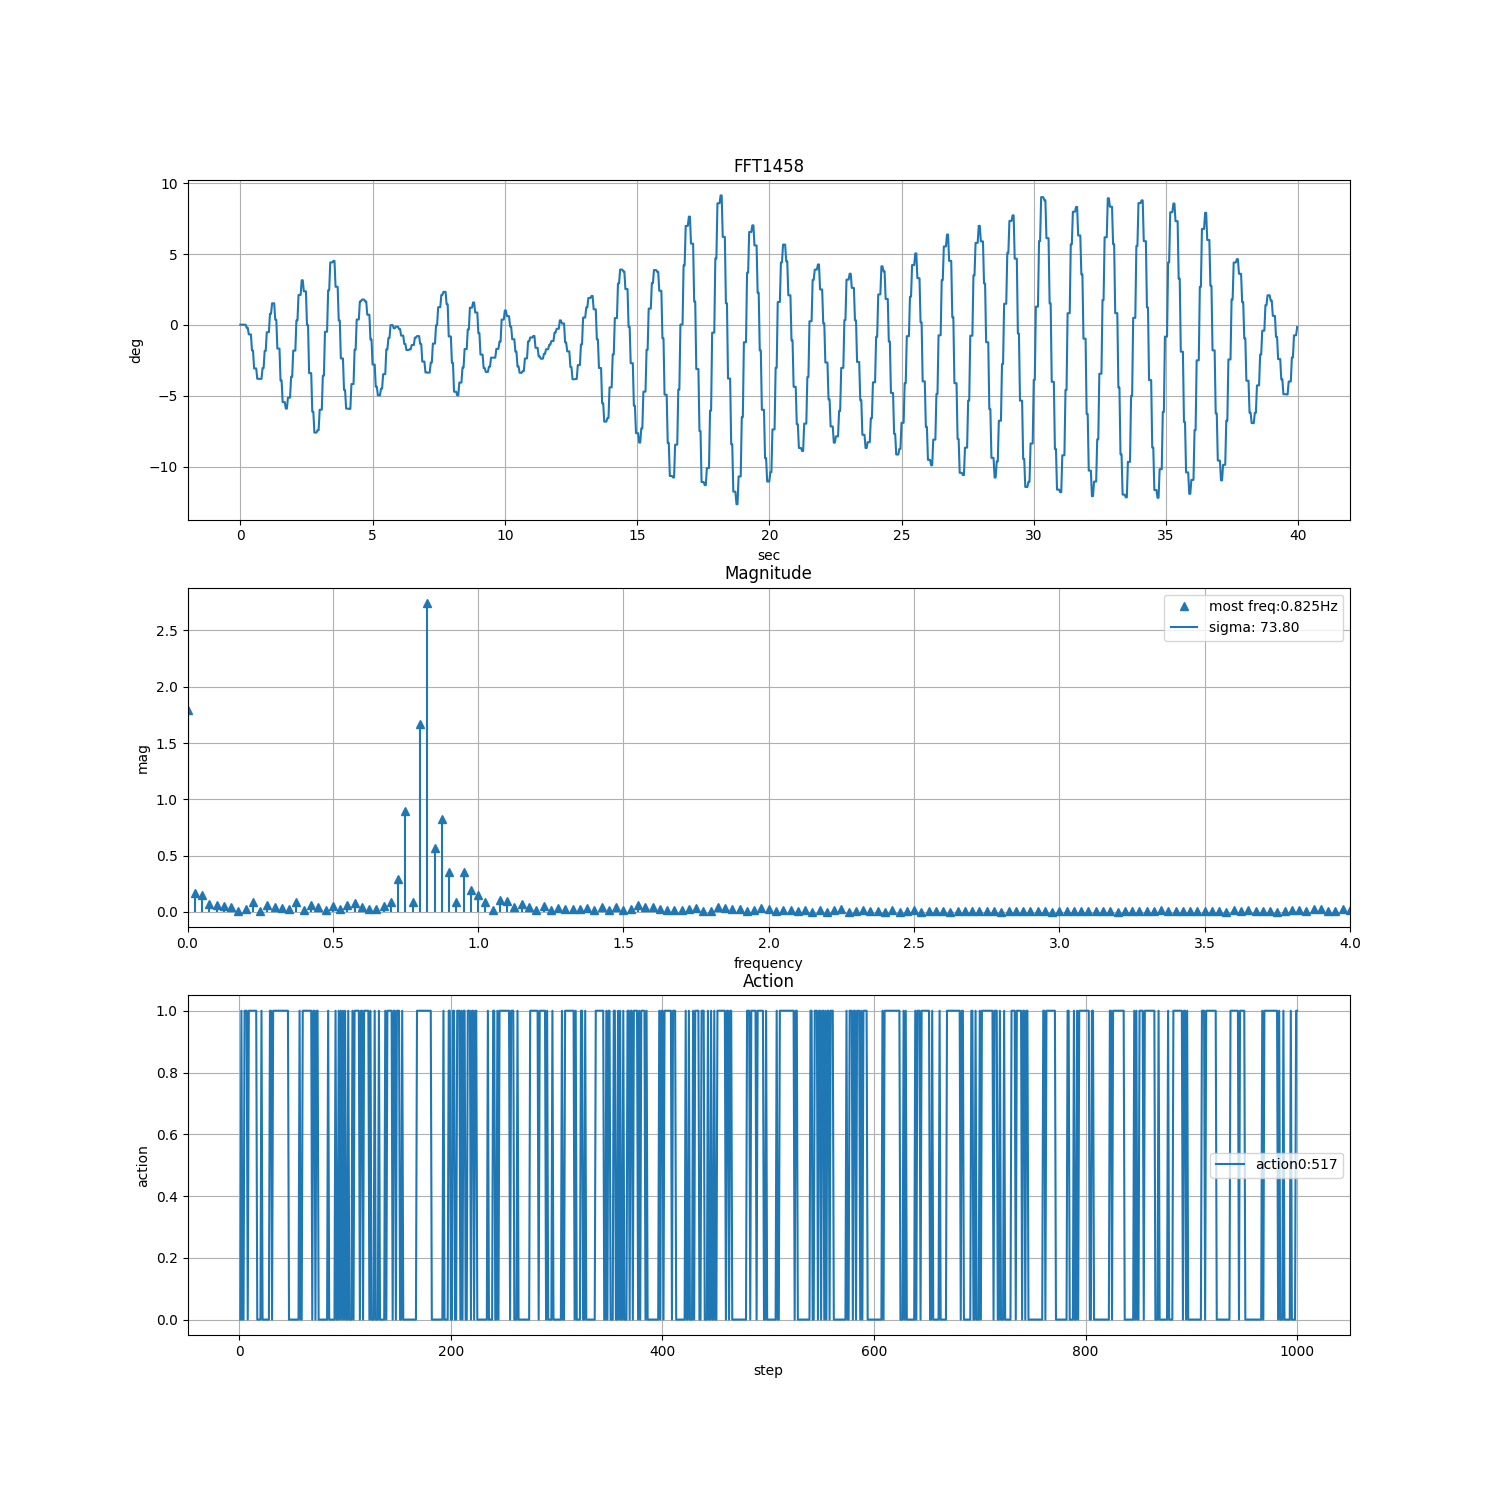 FFT1458
10
5
0
−5
−10
deg
0 5 10 15 20 25 30 35 40
sec
Magnitude
most freq:0.825Hz
sigma: 73.80
2.5
2.0
1.5
1.0
0.5
0.0
mag
0.0 0.5 1.0 1.5 2.0 2.5 3.0 3.5 4.0
frequency
Action
1.0
0.8
0.6
0.4
0.2
0.0
action
action0:517
0 200 400 600 800 1000
step